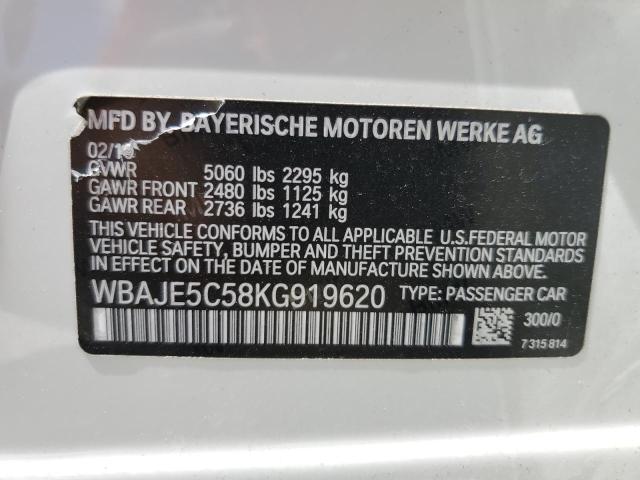 MFD BY BAYERISCHE MOTOREN WERKE AG
GVWR 5060 lbs 2295 kg
GAWR FRONT 2480 lbs 1125 kg
GAWR REAR 2736 lbs 1241 kg
THIS VEHICLE CONFORMS TO ALL APPLICABLE U.S.FEDERAL MOTOR
VEHICLE SAFETY, BUMPER AND THEFT PREVENTION STANDARDS
IN EFFECT ON THE DATE OF MANUFACTURE SHOWN ABOVE.
WBAJE5C58KG919620 TYPE: PASSENGER CAR
300/0
7 315 814